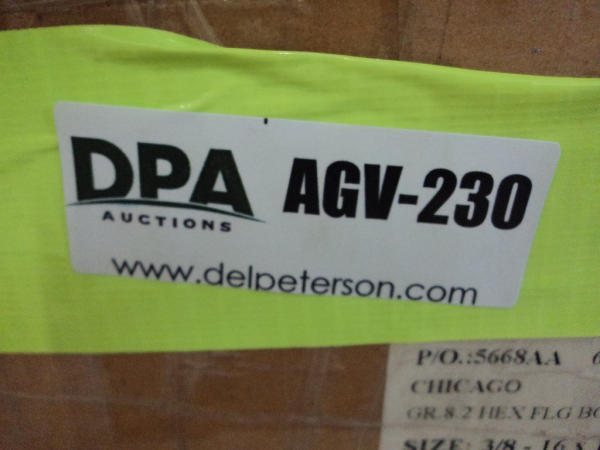 DPA
AUCTIONS
AGV-230
www.delpeterson.com
P/O.:5668AA
CHICAGO
GR.8.2 HEX FLG
SIZE: 3/8 - 16 x